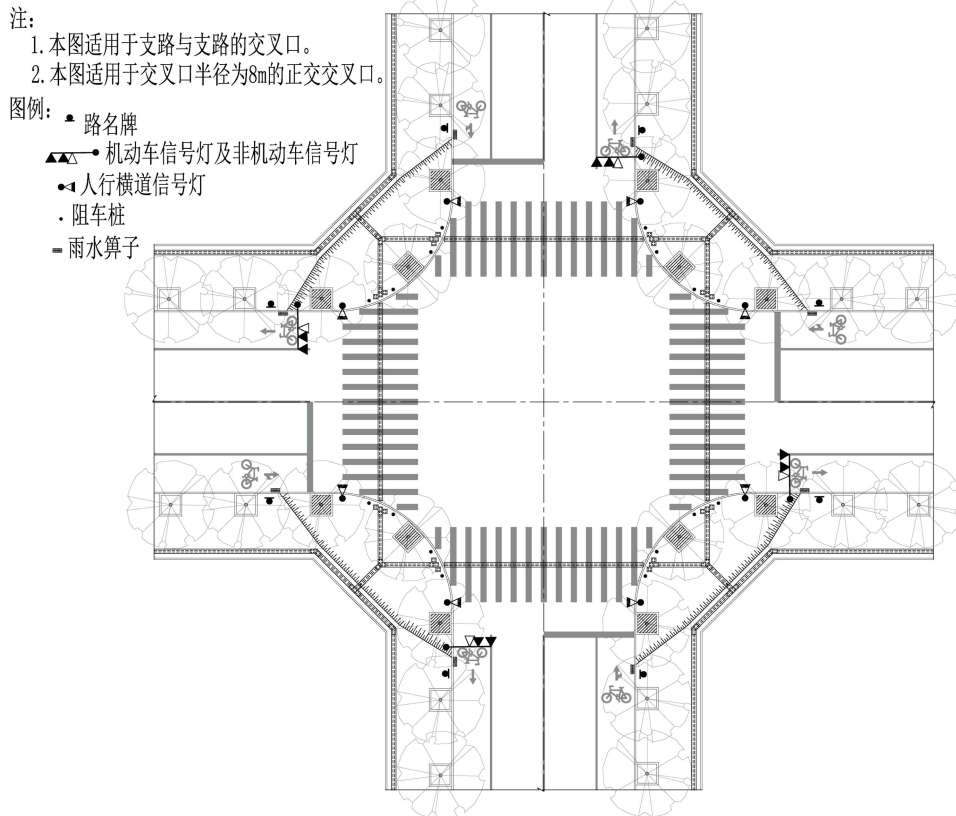 注：
1.本图适用于支路与支路的交叉口。
2.本图适用于交叉口半径为8m的正交交叉口。
图例：
路名牌
机动车信号灯及非机动车信号灯
人行横道信号灯
阻车桩
雨水箅子